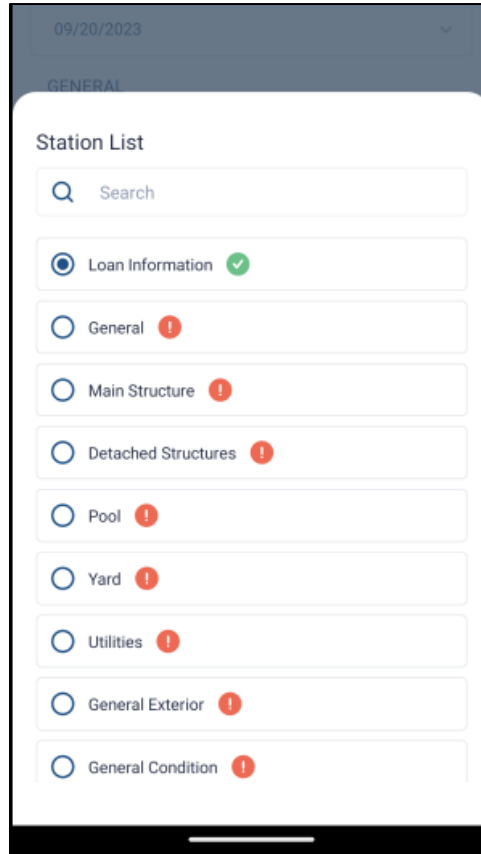 09/20/2023
GENERAL
Station List
Search
Loan Information
General
Main Structure
Detached Structures
Pool
Yard
Utilities
General Exterior
General Condition